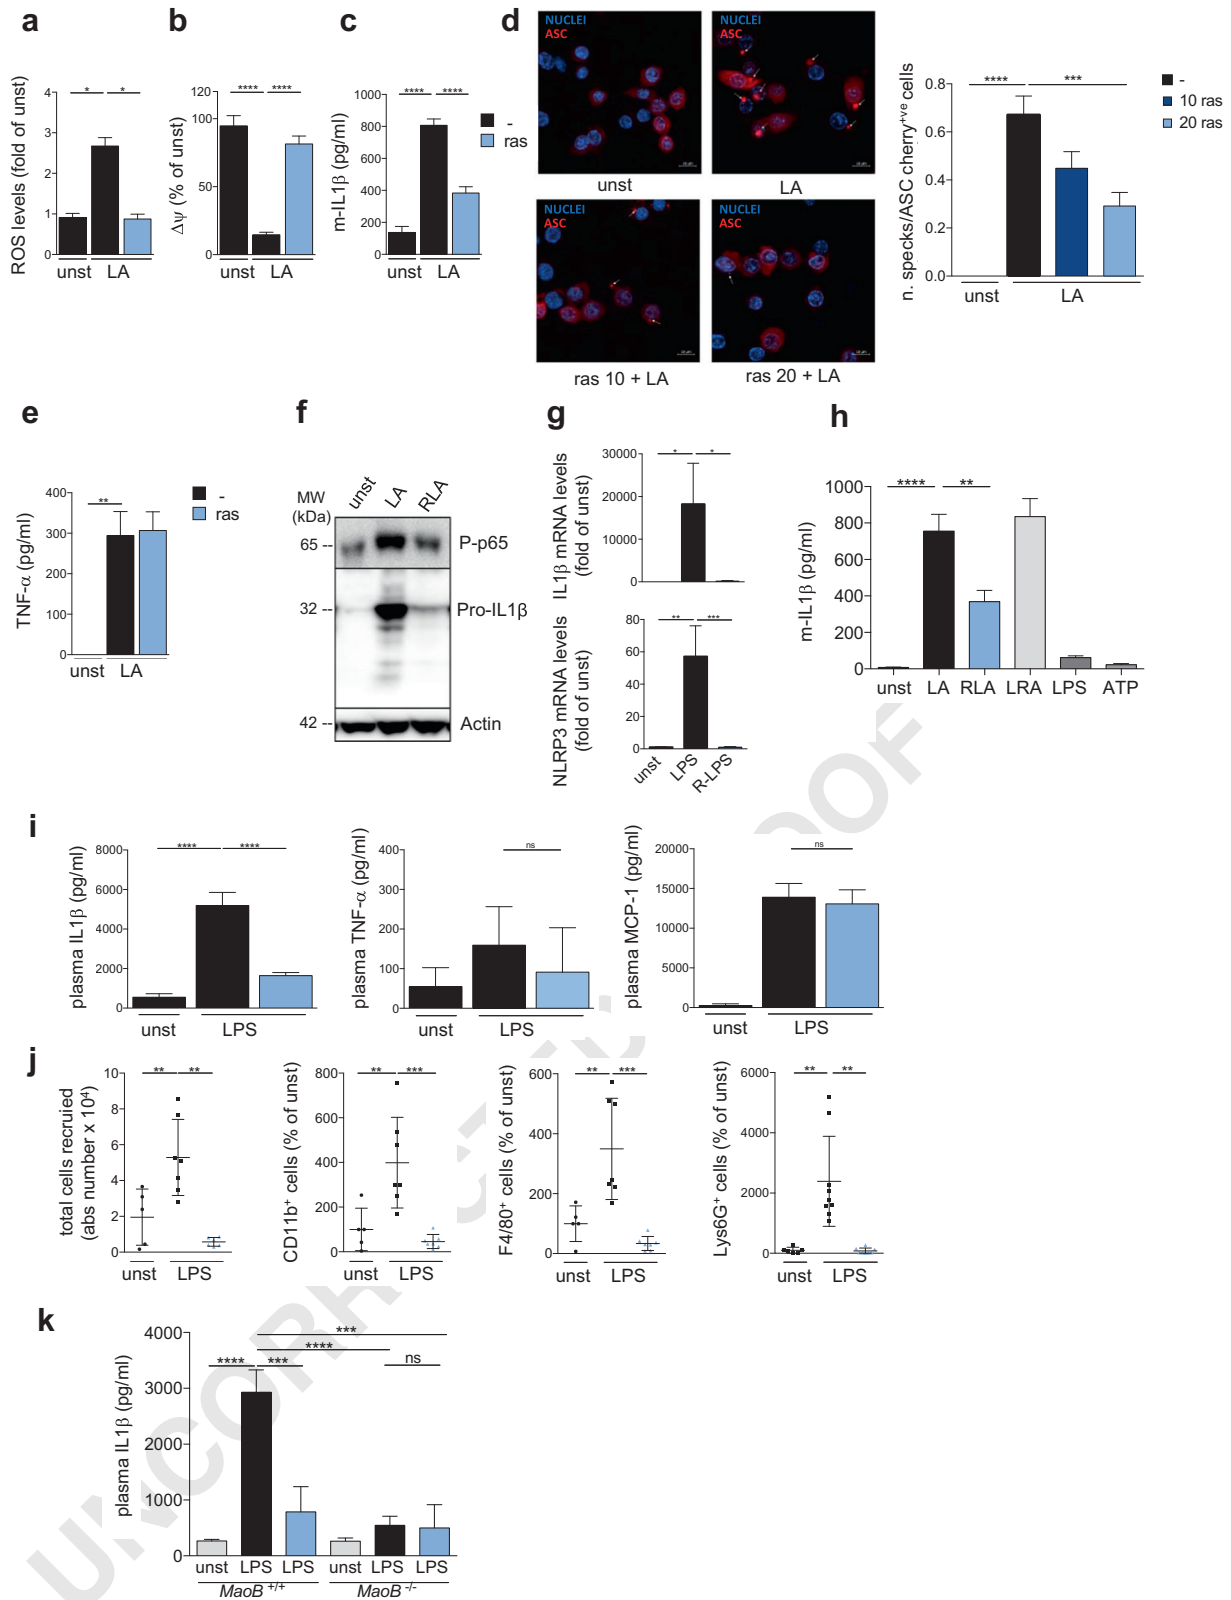 a
ROS levels (fold of unst)
4
3
2
1
0
*
*
unst
LA
b
Δψ (% of unst)
120
100
50
0
****
****
unst
LA
c
m-IL1β (pg/ml)
1000
800
600
400
200
0
****
****
unst
LA
-
ras
d
NUCLEI
ASC
unst
NUCLEI
ASC
LA
NUCLEI
ASC
ras 10 + LA
NUCLEI
ASC
ras 20 + LA
n. specks/ASC cherry+ve cells
0.8
0.6
0.4
0.2
0.0
****
***
unst
LA
-
10 ras
20 ras
e
TNF-α (pg/ml)
400
300
200
100
0
**
unst
LA
-
ras
f
MW
(kDa)
unst
LA
RLA
65 --
P-p65
32 --
Pro-IL1β
42 --
Actin
g
IL1β mRNA levels
(fold of unst)
30000
20000
10000
0
*
*
NLRP3 mRNA levels
(fold of unst)
80
60
40
20
0
**
***
unst
LPS
R-LPS
h
m-IL1β (pg/ml)
1000
800
600
400
200
0
****
**
unst
LA
RLA
LRA
LPS
ATP
i
plasma IL1β (pg/ml)
8000
6000
4000
2000
0
****
****
unst
LPS
plasma TNF-α (pg/ml)
400
300
200
100
0
ns
unst
LPS
plasma MCP-1 (pg/ml)
20000
15000
10000
5000
0
ns
unst
LPS
j
total cells recruied
(abs number x 10⁴)
10
8
6
4
2
0
**
**
unst
LPS
CD11b⁺ cells (% of unst)
800
600
400
200
0
**
***
unst
LPS
F4/80⁺ cells (% of unst)
600
400
200
0
**
***
unst
LPS
Lys6G⁺ cells (% of unst)
6000
4000
2000
0
**
**
unst
LPS
k
plasma IL1β (pg/ml)
4000
3000
2000
1000
0
***
****
****
***
ns
unst LPS LPS unst LPS LPS
MaoB +/+
MaoB -/-